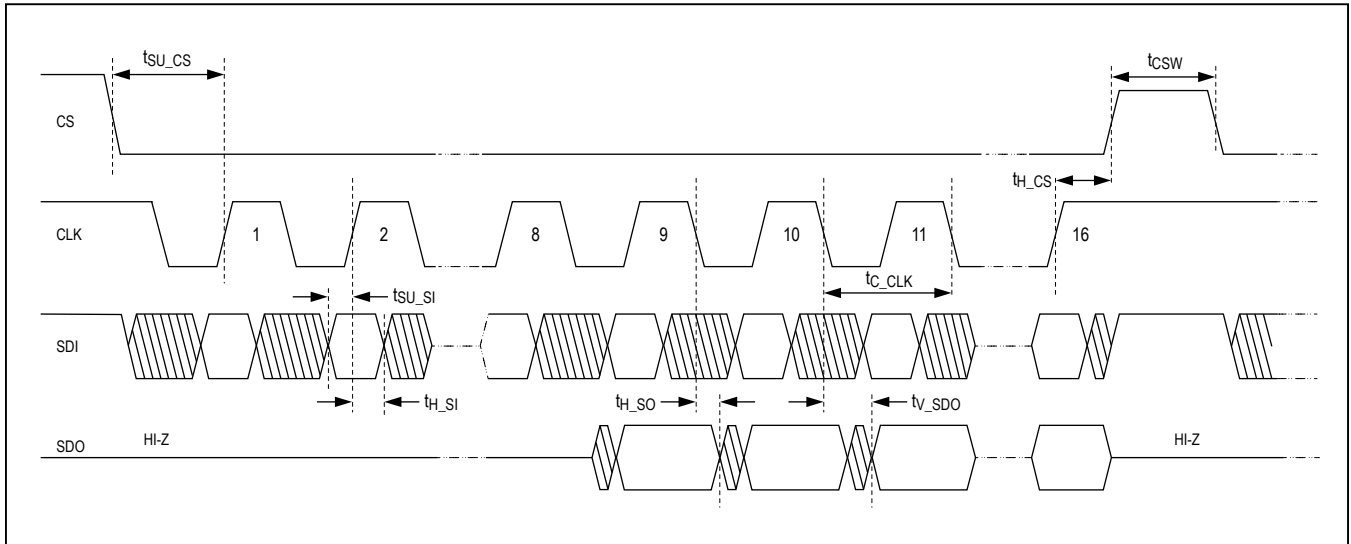 tSU_CS
tCSW
CS
tH_CS
CLK
1
2
8
9
10
11
16
tC_CLK
tSU_SI
SDI
tH_SI
tH_SO
tV_SDO
SDO
HI-Z
HI-Z